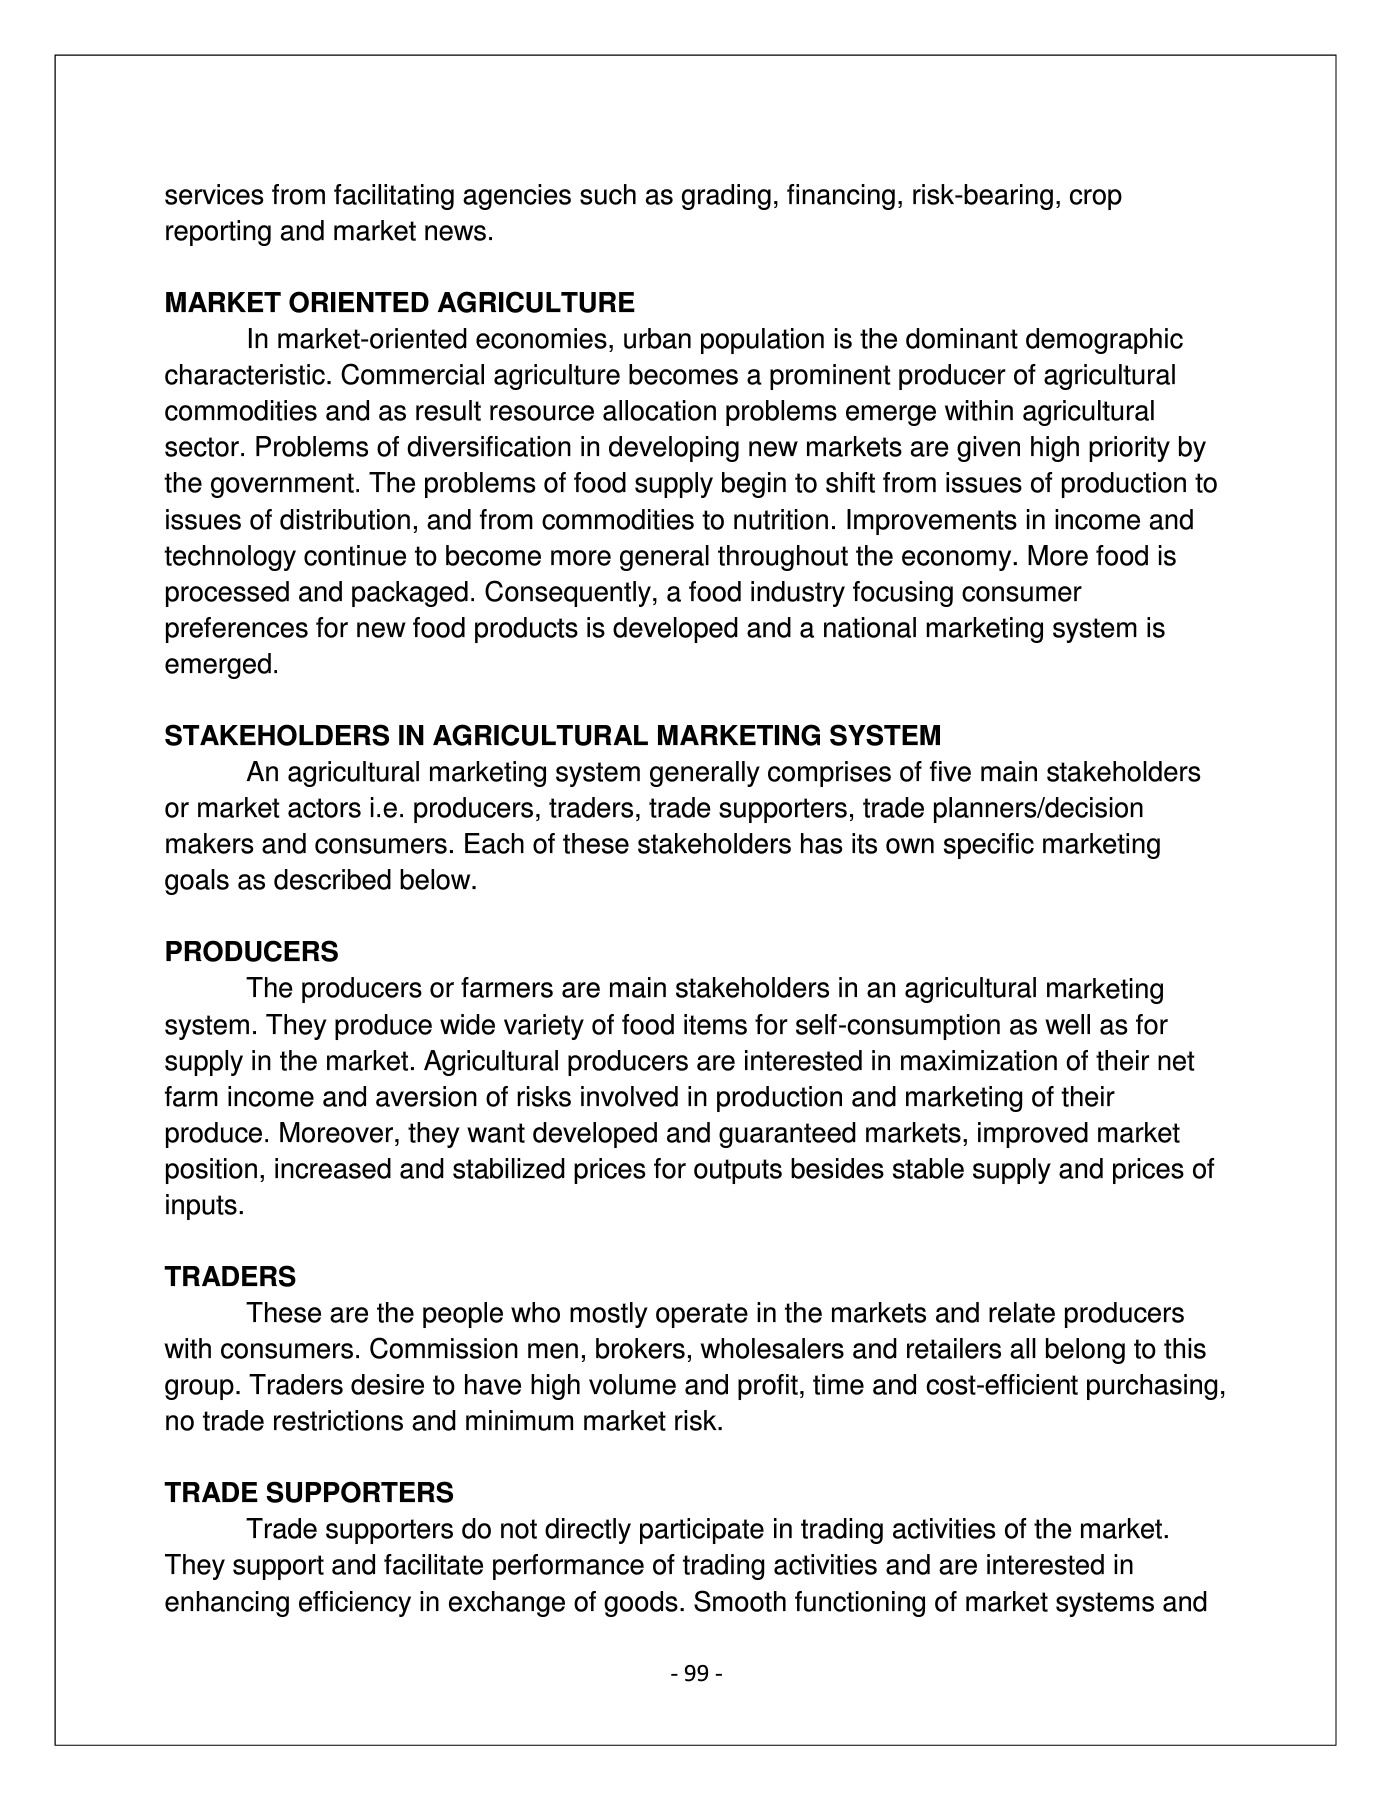 services from facilitating agencies such as grading, financing, risk-bearing, crop
reporting and market news.
MARKET ORIENTED AGRICULTURE
In market-oriented economies, urban population is the dominant demographic
characteristic. Commercial agriculture becomes a prominent producer of agricultural
commodities and as result resource allocation problems emerge within agricultural
sector. Problems of diversification in developing new markets are given high priority by
the government. The problems of food supply begin to shift from issues of production to
issues of distribution, and from commodities to nutrition. Improvements in income and
technology continue to become more general throughout the economy. More food is
processed and packaged. Consequently, a food industry focusing consumer
preferences for new food products is developed and a national marketing system is
emerged.
STAKEHOLDERS IN AGRICULTURAL MARKETING SYSTEM
An agricultural marketing system generally comprises of five main stakeholders
or market actors i.e. producers, traders, trade supporters, trade planners/decision
makers and consumers. Each of these stakeholders has its own specific marketing
goals as described below.
PRODUCERS
The producers or farmers are main stakeholders in an agricultural marketing
system. They produce wide variety of food items for self-consumption as well as for
supply in the market. Agricultural producers are interested in maximization of their net
farm income and aversion of risks involved in production and marketing of their
produce. Moreover, they want developed and guaranteed markets, improved market
position, increased and stabilized prices for outputs besides stable supply and prices of
inputs.
TRADERS
These are the people who mostly operate in the markets and relate producers
with consumers. Commission men, brokers, wholesalers and retailers all belong to this
group. Traders desire to have high volume and profit, time and cost-efficient purchasing,
no trade restrictions and minimum market risk.
TRADE SUPPORTERS
Trade supporters do not directly participate in trading activities of the market.
They support and facilitate performance of trading activities and are interested in
enhancing efficiency in exchange of goods. Smooth functioning of market systems and
- 99 -